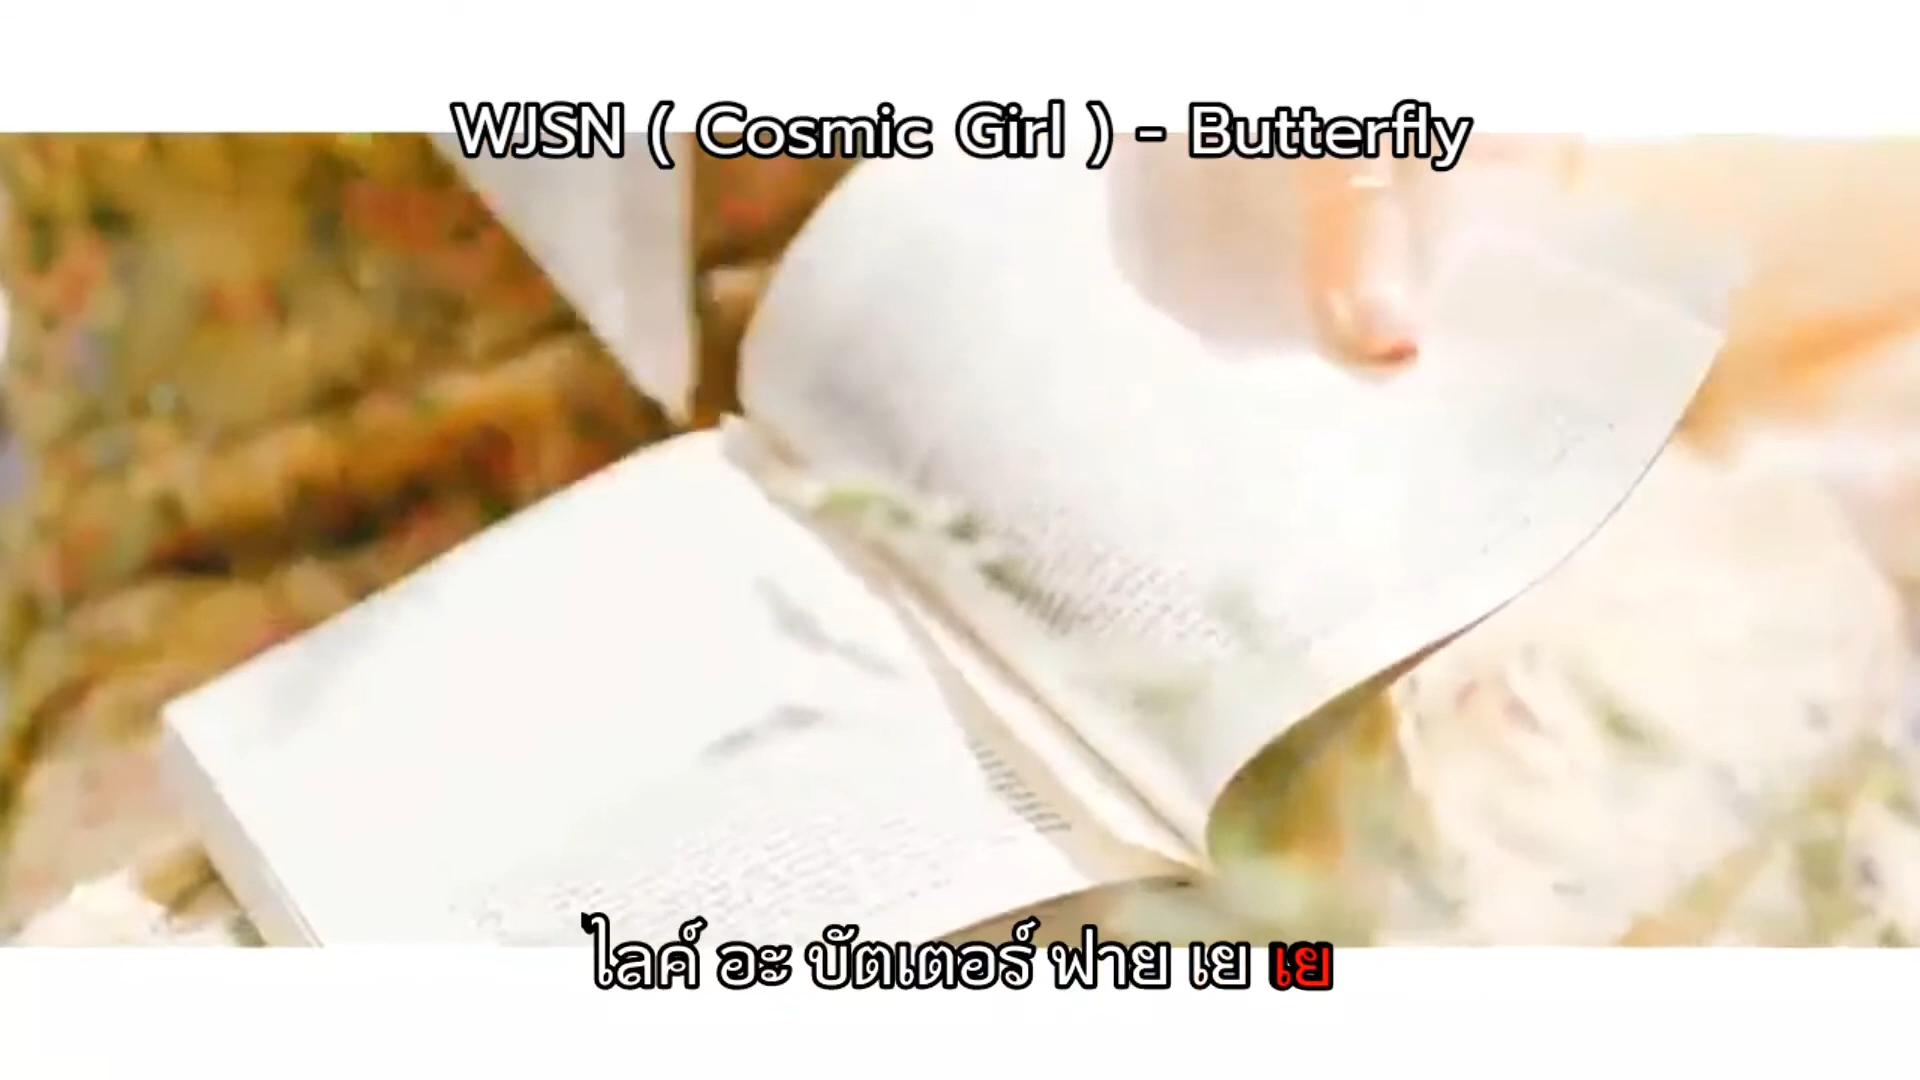 WJSN ( Cosmic Girl ) - Butterfly
ไลค์ อะ บัตเตอร์ ฟาย เย เย